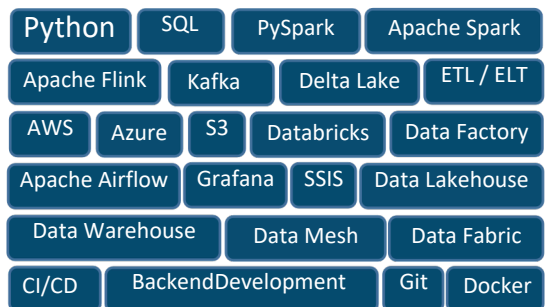 Python SQL PySpark Apache Spark
Apache Flink Kafka Delta Lake ETL / ELT
AWS Azure S3 Databricks Data Factory
Apache Airflow Grafana SSIS Data Lakehouse
Data Warehouse Data Mesh Data Fabric
CI/CD BackendDevelopment Git Docker